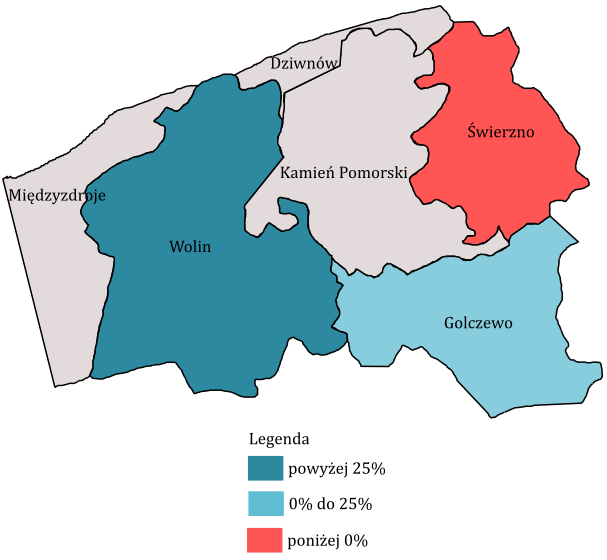 Dziwnów
Świerzno
Kamień Pomorski
Międzyzdroje
Wolin
Golczewo
Legenda
powyżej 25%
0% do 25%
poniżej 0%